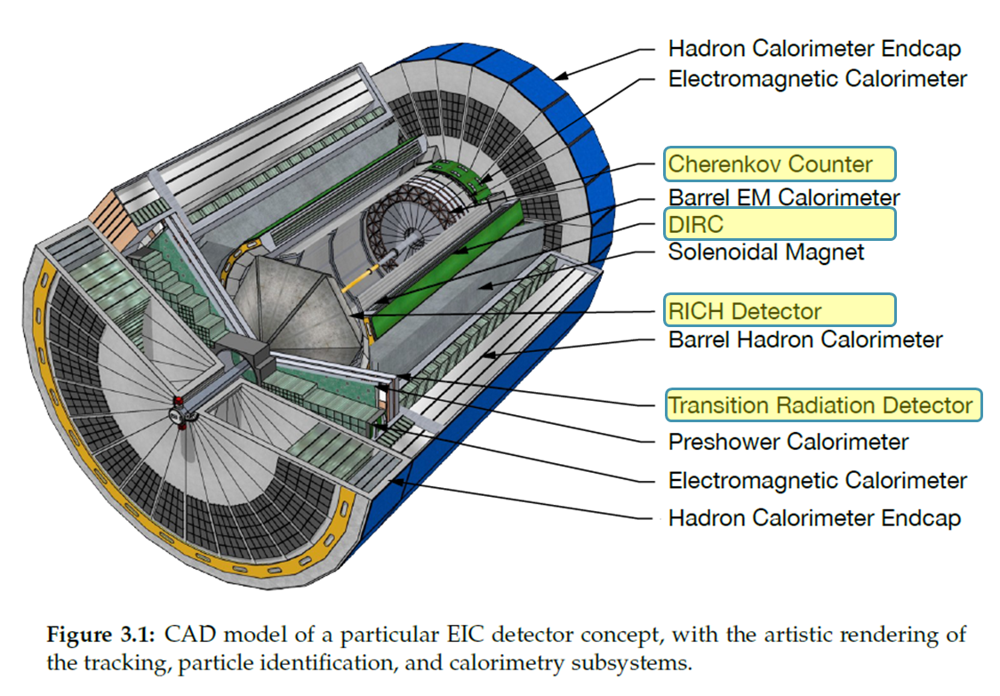 Hadron Calorimeter Endcap
Electromagnetic Calorimeter
Cherenkov Counter
Barrel EM Calorimeter
DIRC
Solenoidal Magnet
RICH Detector
Barrel Hadron Calorimeter
Transition Radiation Detector
Preshower Calorimeter
Electromagnetic Calorimeter
Hadron Calorimeter Endcap
Figure 3.1: CAD model of a particular EIC detector concept, with the artistic rendering of
the tracking, particle identification, and calorimetry subsystems.